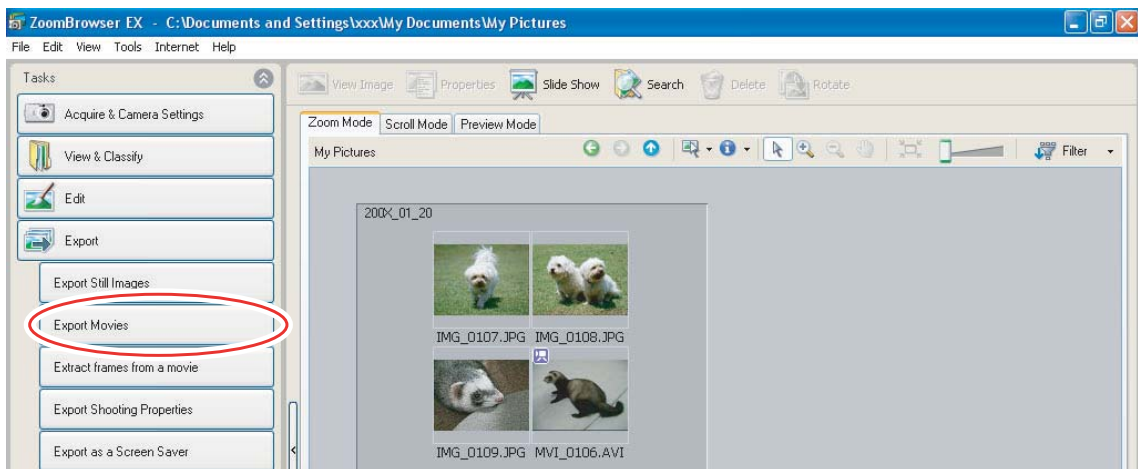 ZoomBrowser EX - C:\Documents and Settings\xxx\My Documents\My Pictures
File Edit View Tools Internet Help
Tasks
Acquire & Camera Settings
View & Classify
Edit
Export
Export Still Images
Export Movies
Extract frames from a movie
Export Shooting Properties
Export as a Screen Saver
View Image Properties Slide Show Search Delete Rotate
Zoom Mode Scroll Mode Preview Mode
My Pictures Filter
200X_01_20
IMG_0107.JPG IMG_0108.JPG
IMG_0109.JPG MVI_0106.AVI